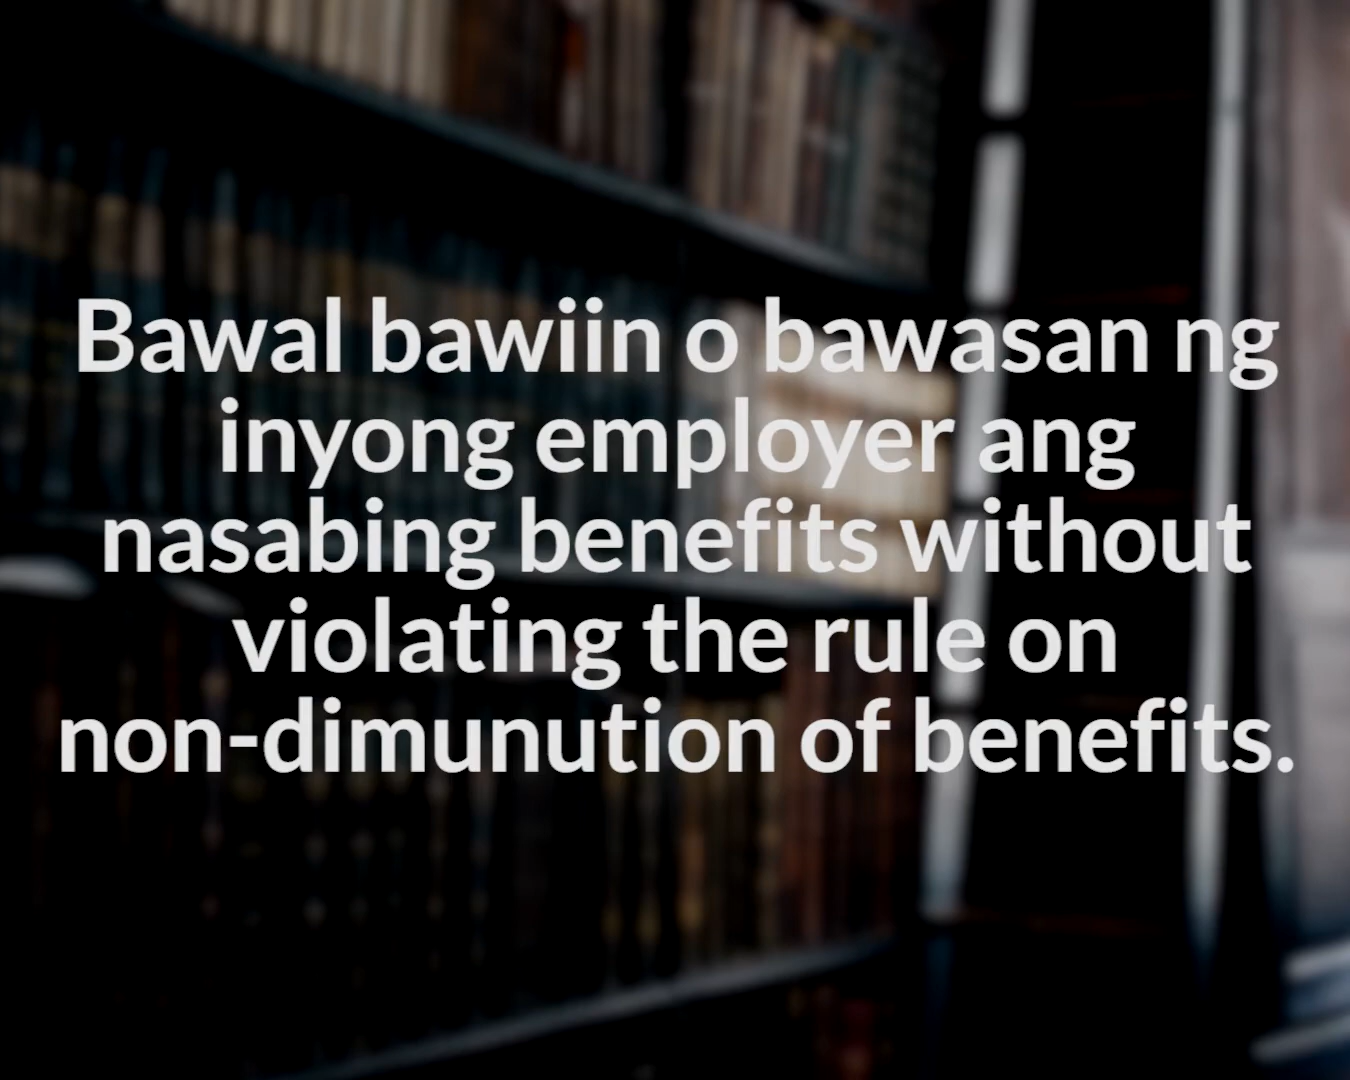 Bawal bawiin o bawasan ng
inyong employer ang
nasabing benefits without
violating the rule on
non-dimunution of benefits.